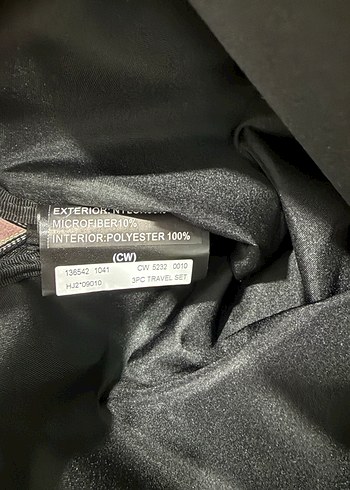 EXTERIOR:
MICROFIBER10%
INTERIOR:POLYESTER 100%
(CW)
136542 1041 CW 5232 0010
HJ2*09010 3PC TRAVEL SET